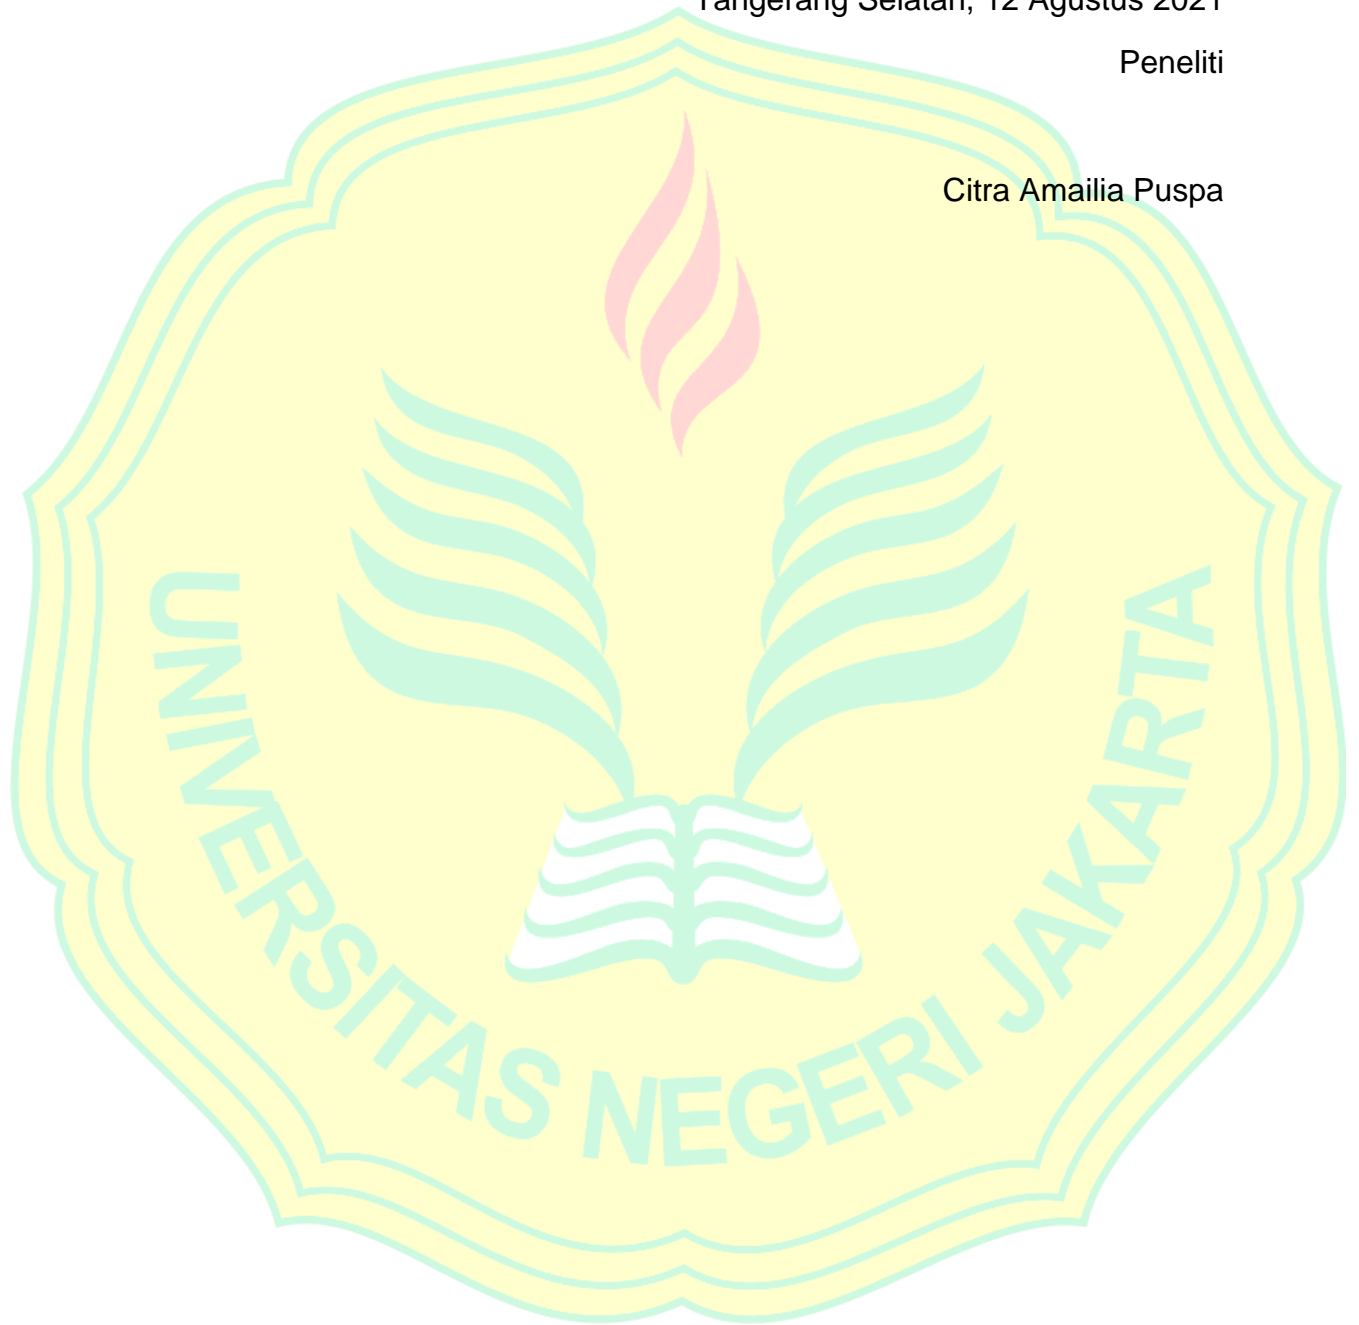 Tangerang Selatan, 12 Agustus 2021
Peneliti
Citra Amailia Puspa
UNIVERSITAS NEGERI JAKARTA